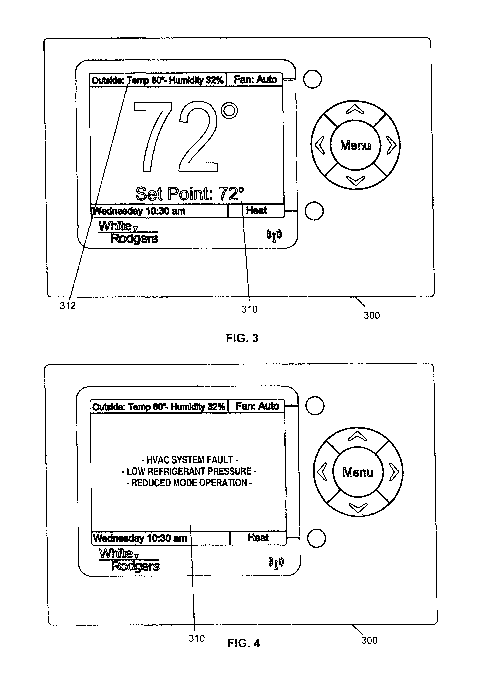 Outside: Temp 60°- Humidity 32% Fan: Auto
72°
Set Point: 72°
Wednesday 10:30 am Heat
White
Rodgers
Menu
312
310
300
FIG. 3
Outside: Temp 60°- Humidity 32% Fan: Auto
- HVAC SYSTEM FAULT -
- LOW REFRIGERANT PRESSURE -
- REDUCED MODE OPERATION -
Wednesday 10:30 am Heat
White
Rodgers
Menu
310
300
FIG. 4